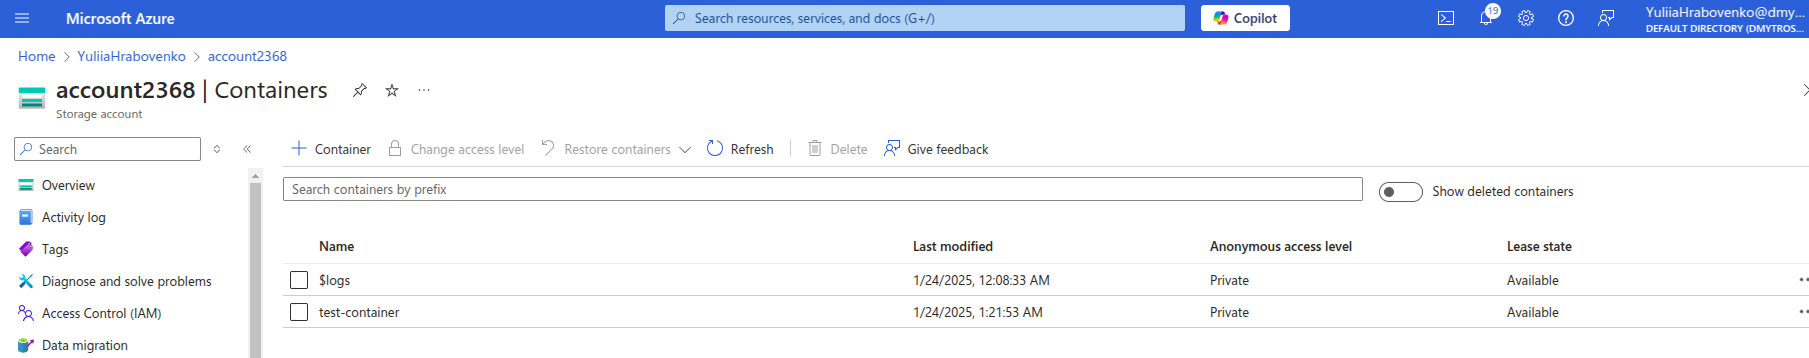 Microsoft Azure
Search resources, services, and docs (G+/)
Copilot
19
YuliiaHrabovenko@dmy...
DEFAULT DIRECTORY (DMYTROS...
Home > YuliiaHrabovenko > account2368
account2368 | Containers
Storage account
Search
Container
Change access level
Restore containers
Refresh
Delete
Give feedback
Overview
Activity log
Tags
Diagnose and solve problems
Access Control (IAM)
Data migration
Search containers by prefix
Show deleted containers
Name Last modified Anonymous access level Lease state
$logs 1/24/2025, 12:08:33 AM Private Available
test-container 1/24/2025, 1:21:53 AM Private Available